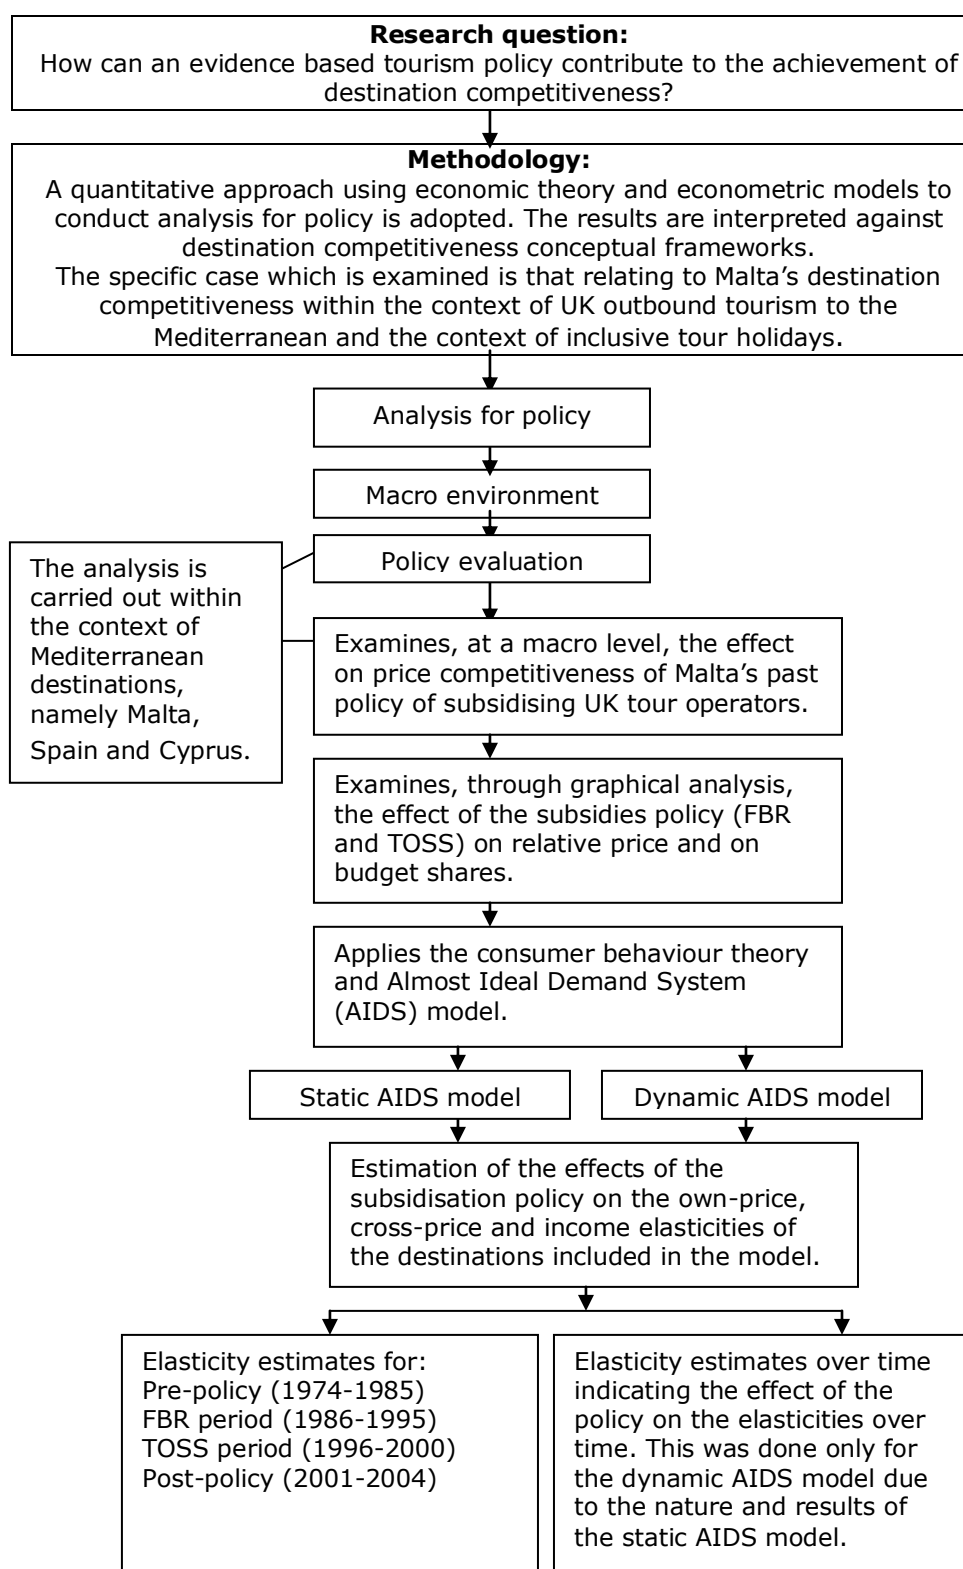 Research question:
How can an evidence based tourism policy contribute to the achievement of
destination competitiveness?
Methodology:
A quantitative approach using economic theory and econometric models to
conduct analysis for policy is adopted. The results are interpreted against
destination competitiveness conceptual frameworks.
The specific case which is examined is that relating to Malta's destination
competitiveness within the context of UK outbound tourism to the
Mediterranean and the context of inclusive tour holidays.
Analysis for policy
Macro environment
Policy evaluation
The analysis is
carried out within
the context of
Mediterranean
destinations,
namely Malta,
Spain and Cyprus.
Examines, at a macro level, the effect
on price competitiveness of Malta's past
policy of subsidising UK tour operators.
Examines, through graphical analysis,
the effect of the subsidies policy (FBR
and TOSS) on relative price and on
budget shares.
Applies the consumer behaviour theory
and Almost Ideal Demand System
(AIDS) model.
Static AIDS model
Dynamic AIDS model
Estimation of the effects of the
subsidisation policy on the own-price,
cross-price and income elasticities of
the destinations included in the model.
Elasticity estimates for:
Pre-policy (1974-1985)
FBR period (1986-1995)
TOSS period (1996-2000)
Post-policy (2001-2004)
Elasticity estimates over time
indicating the effect of the
policy on the elasticities over
time. This was done only for
the dynamic AIDS model due
to the nature and results of
the static AIDS model.